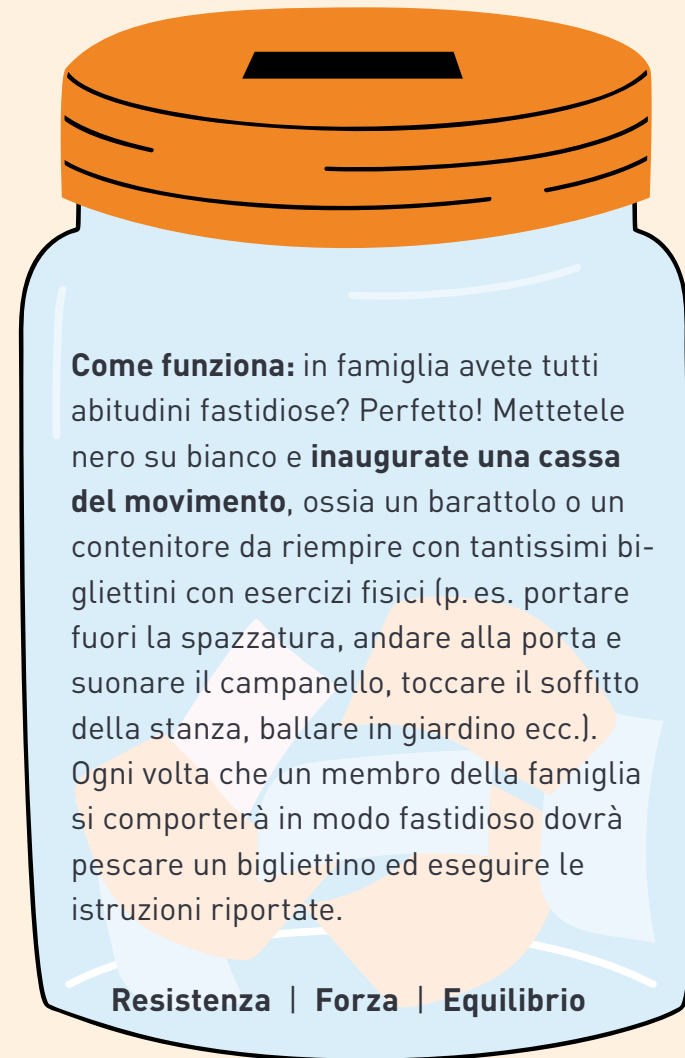 Come funziona: in famiglia avete tutti
abitudini fastidiose? Perfetto! Mettetele
nero su bianco e inaugurate una cassa
del movimento, ossia un barattolo o un
contenitore da riempire con tantissimi bi-
gliettini con esercizi fisici (p. es. portare
fuori la spazzatura, andare alla porta e
suonare il campanello, toccare il soffitto
della stanza, ballare in giardino ecc.).
Ogni volta che un membro della famiglia
si comporterà in modo fastidioso dovrà
pescare un bigliettino ed eseguire le
istruzioni riportate.
Resistenza | Forza | Equilibrio